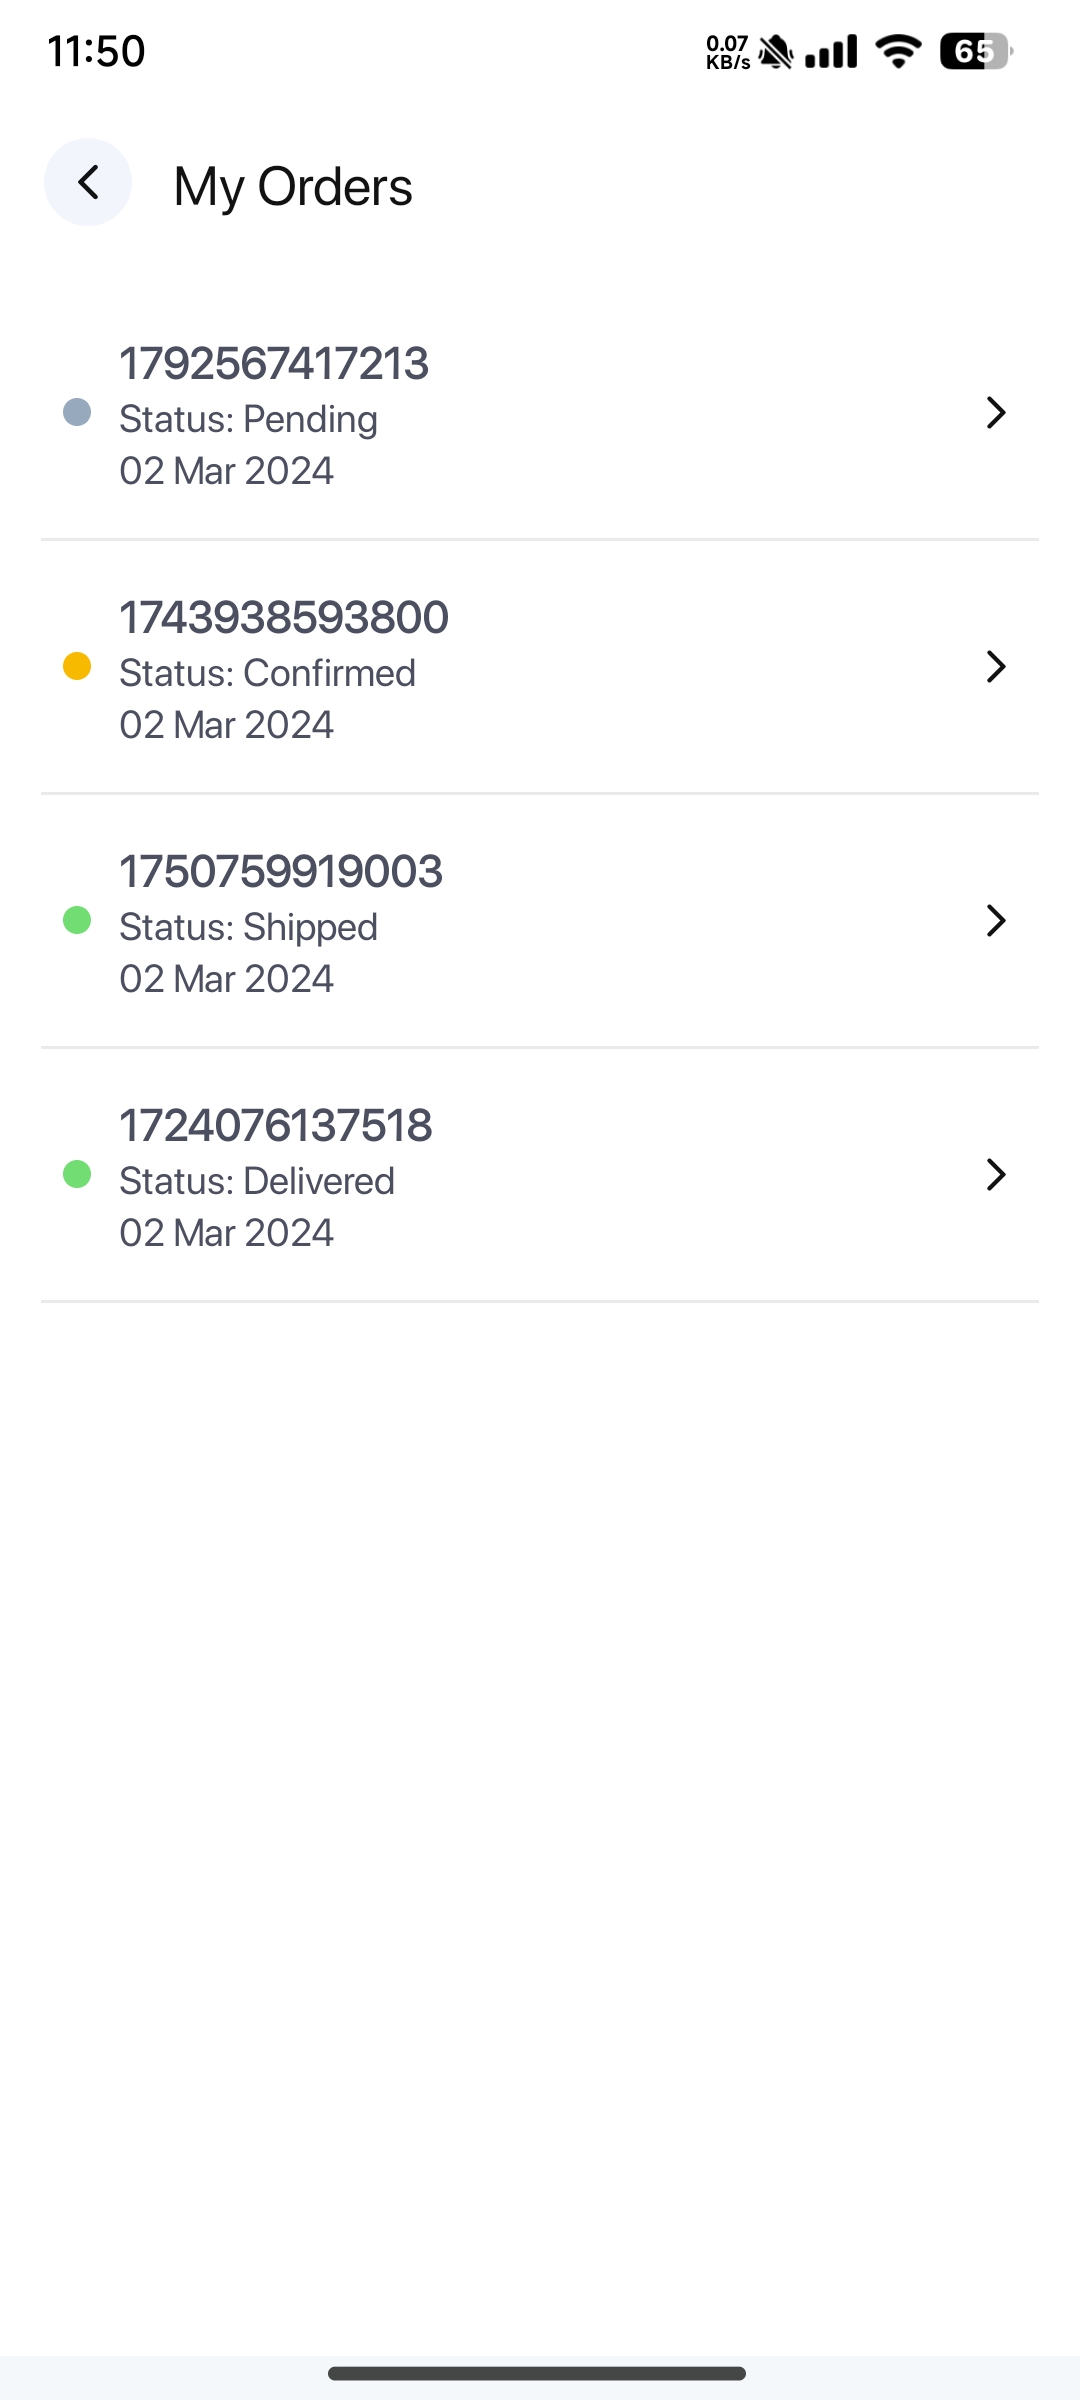 11:50
0.07
KB/s
65
My Orders
1792567417213
Status: Pending
02 Mar 2024
1743938593800
Status: Confirmed
02 Mar 2024
1750759919003
Status: Shipped
02 Mar 2024
1724076137518
Status: Delivered
02 Mar 2024